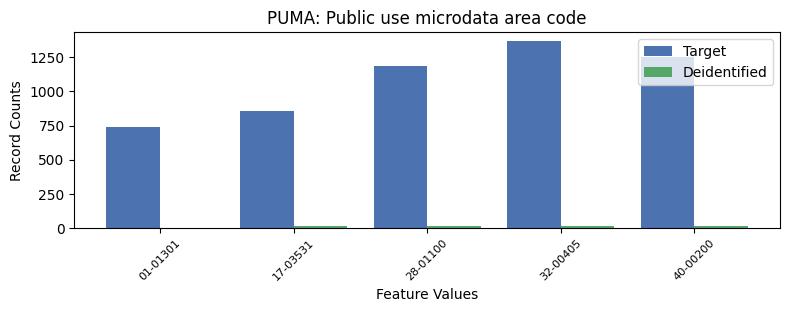 PUMA: Public use microdata area code
Target
Deidentified
Record Counts
1250
1000
750
500
250
0
01-01301
17-03531
28-01100
32-00405
40-00200
Feature Values